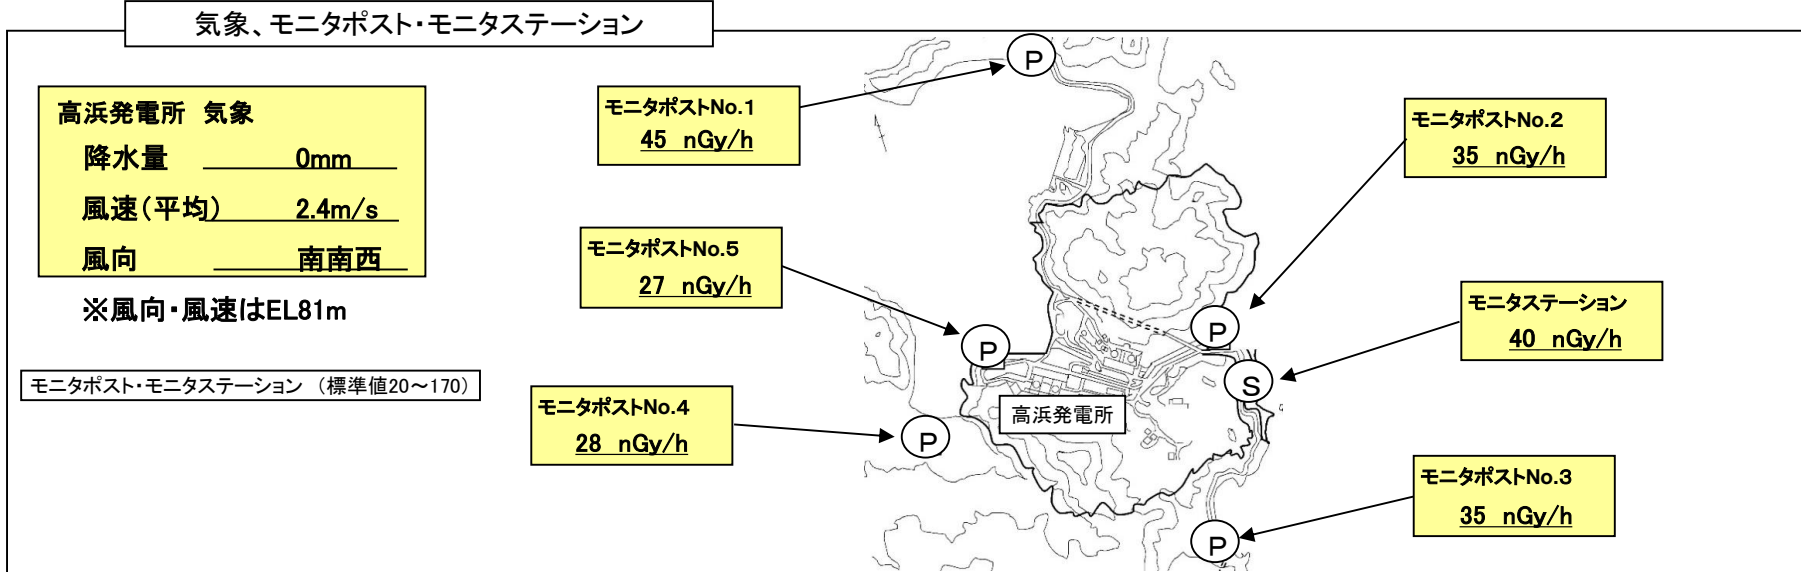 気象、モニタポスト・モニタステーション
高浜発電所 気象
降水量 0mm
風速(平均) 2.4m/s
風向 南南西
※風向・風速はEL81m
モニタポスト・モニタステーション (標準値20～170)
モニタポストNo.1
45 nGy/h
モニタポストNo.2
35 nGy/h
モニタポストNo.5
27 nGy/h
モニタステーション
40 nGy/h
モニタポストNo.4
28 nGy/h
モニタポストNo.3
35 nGy/h
高浜発電所
P
P
P
S
P
P